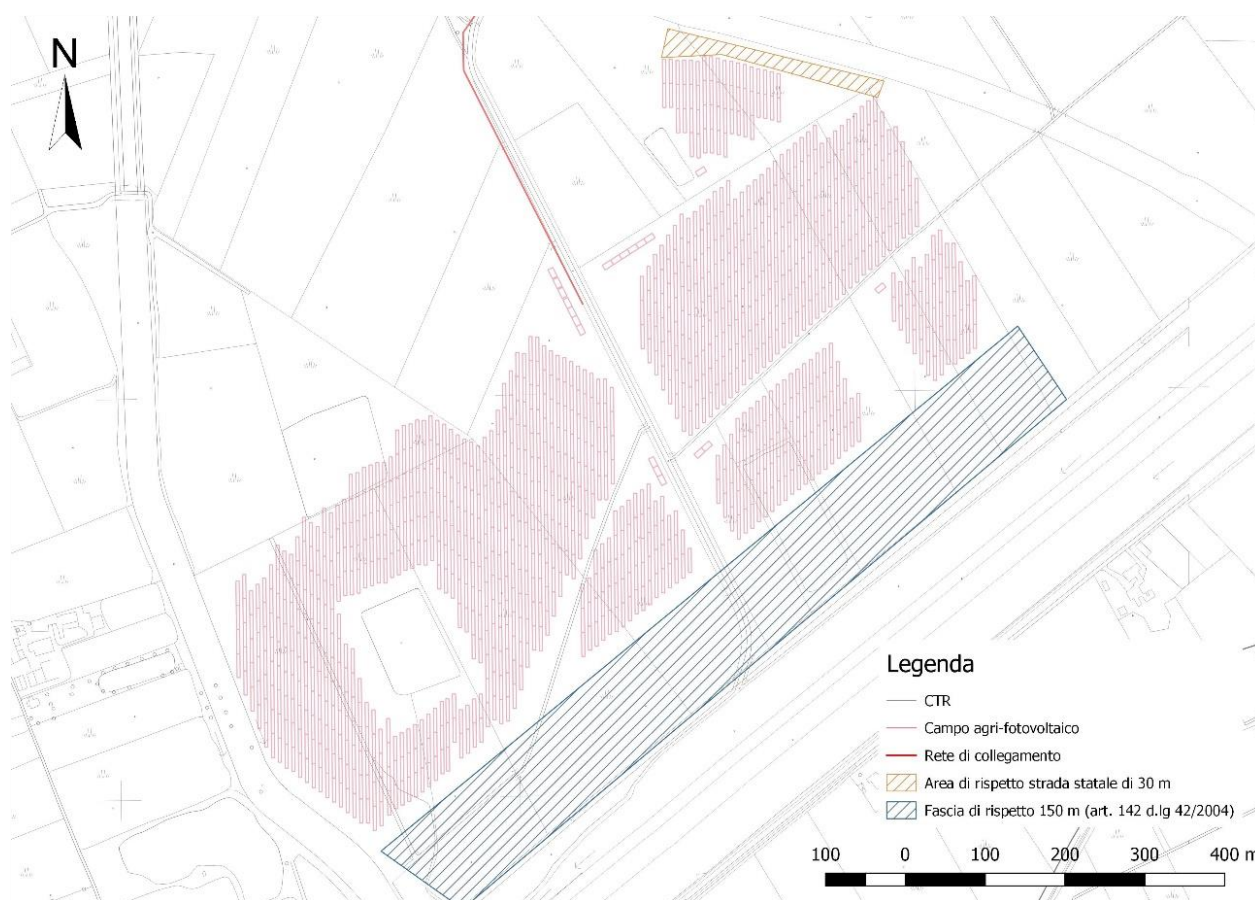 N
Legenda
CTR
Campo agri-fotovoltaico
Rete di collegamento
Area di rispetto strada statale di 30 m
Fascia di rispetto 150 m (art. 142 d.lg 42/2004)
100 0 100 200 300 400 m